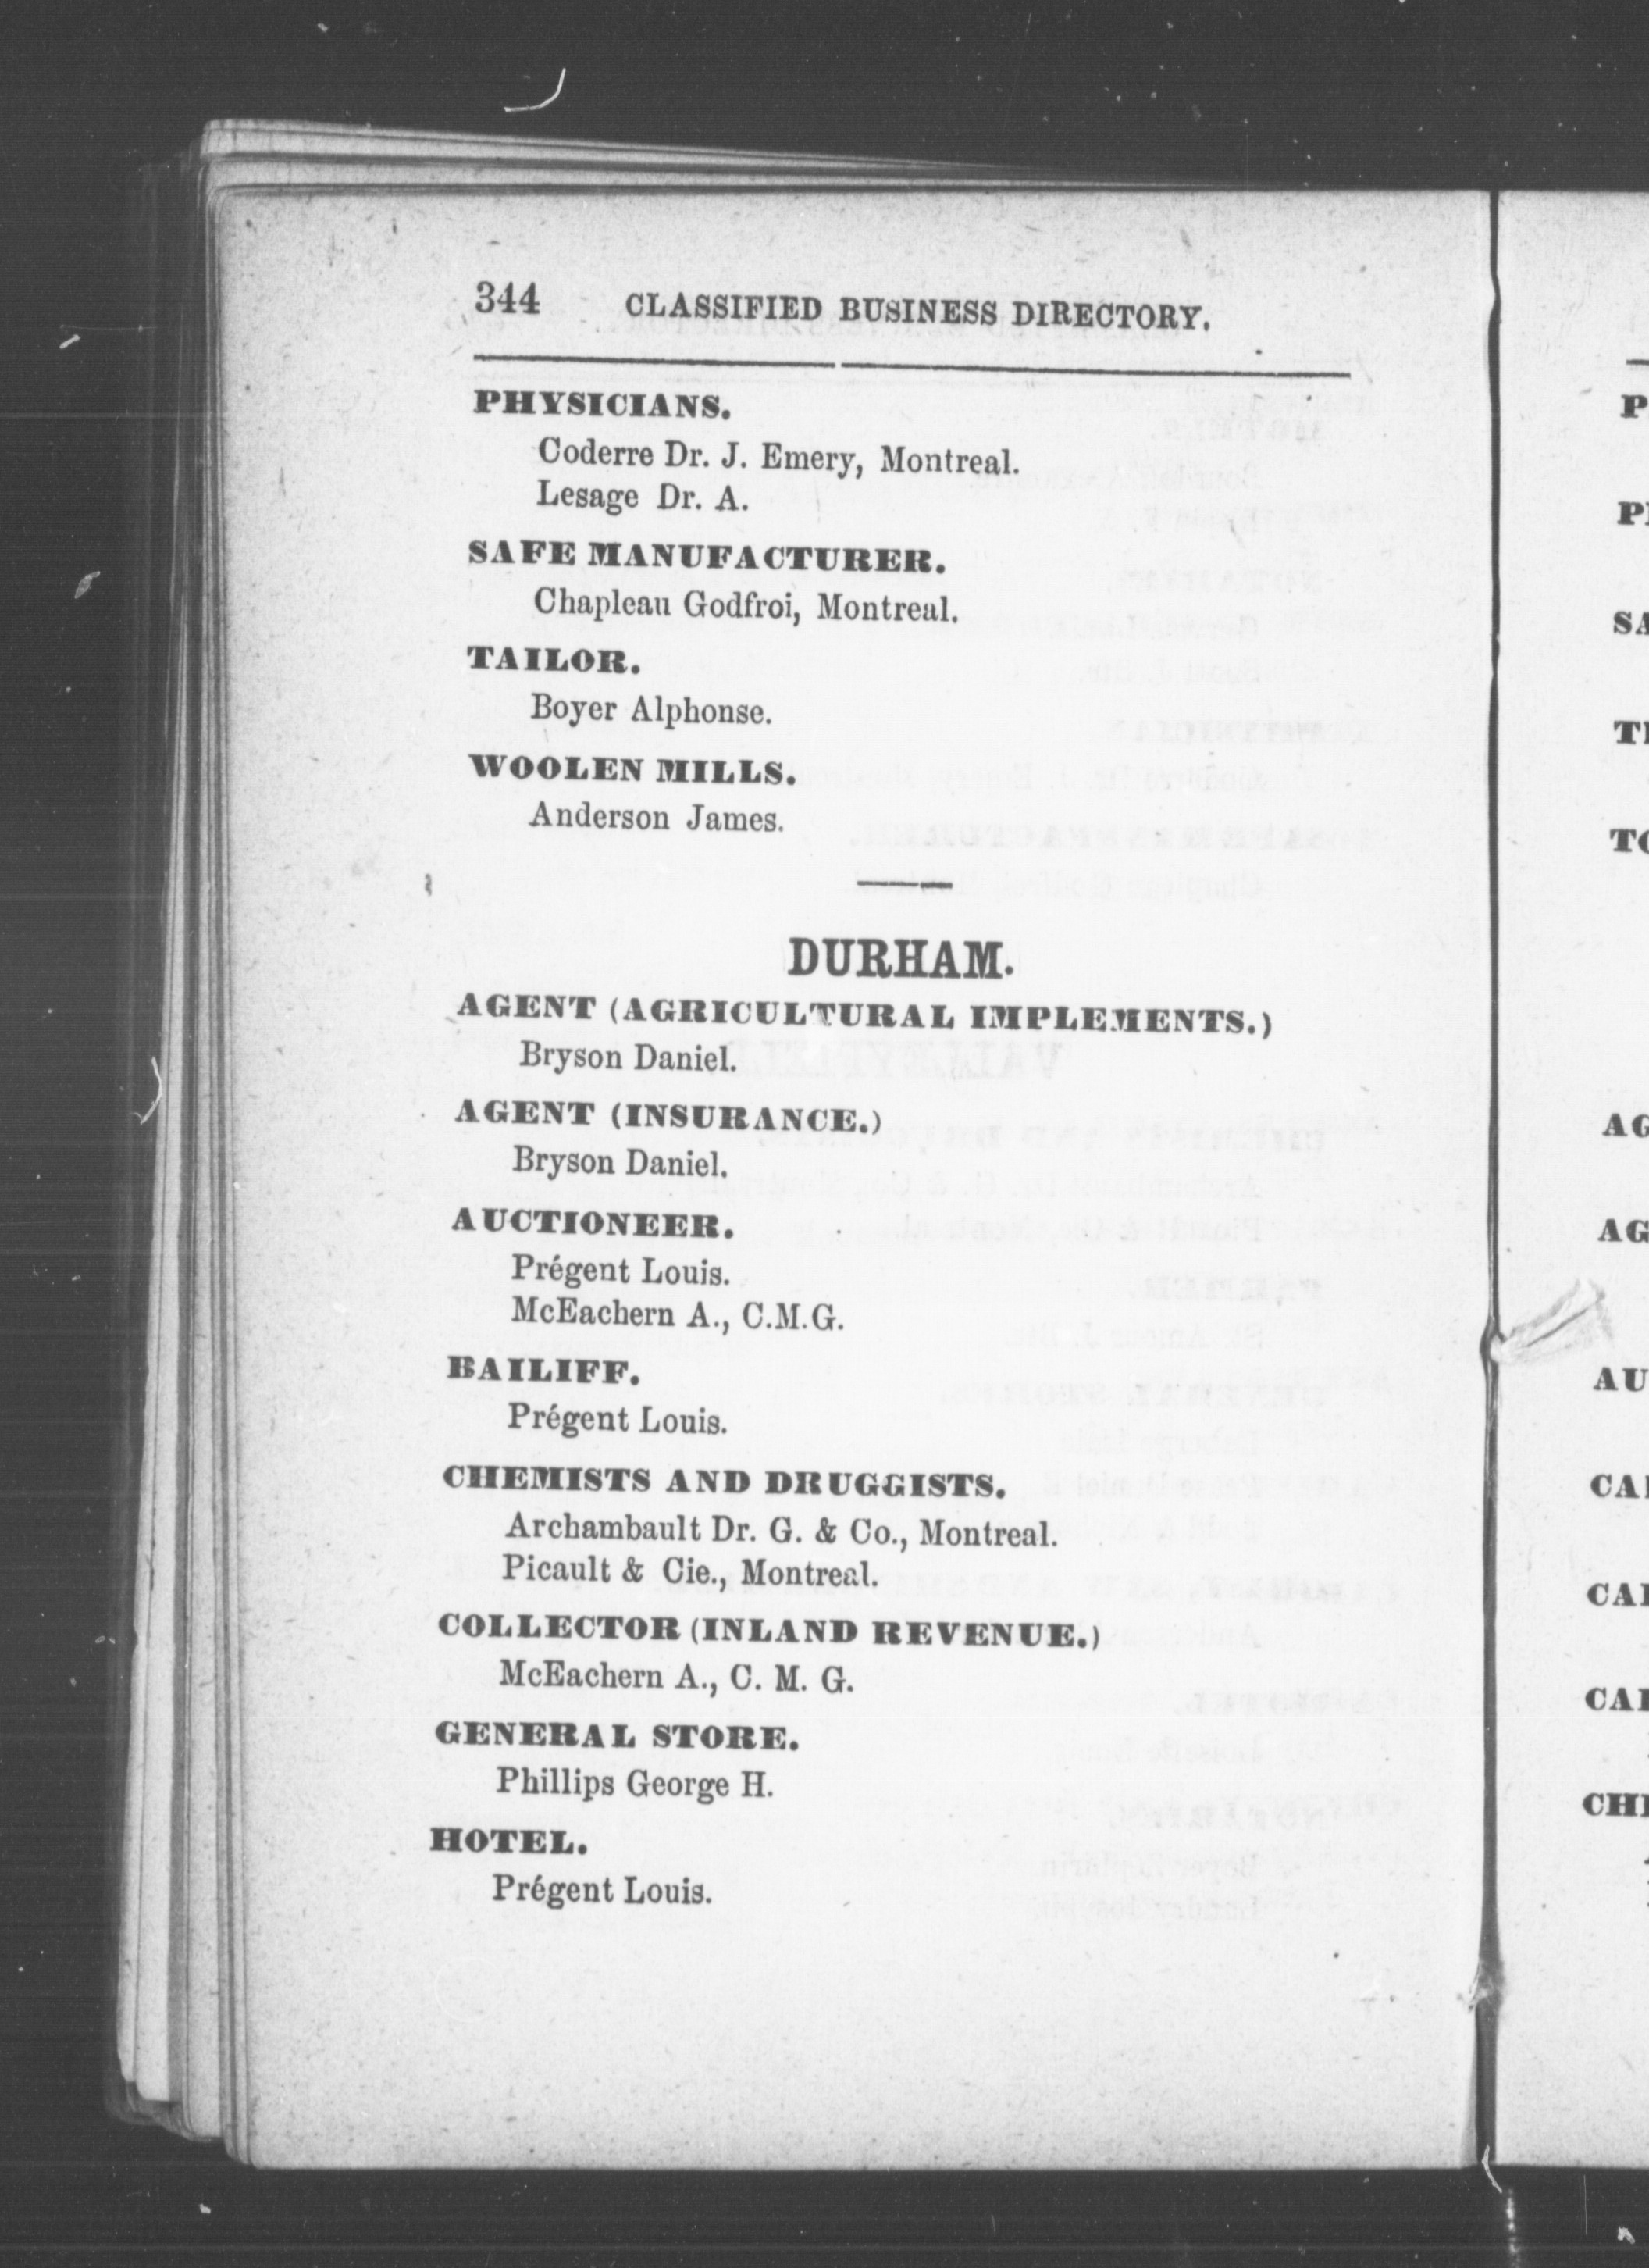 344 CLASSIFIED BUSINESS DIRECTORY.
PHYSICIANS.
Coderre Dr. J. Emery, Montreal.
Lesage Dr. A.
SAFE MANUFACTURER.
Chapleau Godfroi, Montreal.
TAILOR.
Boyer Alphonse.
WOOLEN MILLS.
Anderson James.
DURHAM.
AGENT (AGRICULTURAL IMPLEMENTS.)
Bryson Daniel.
AGENT (INSURANCE.)
Bryson Daniel.
AUCTIONEER.
Prégent Louis.
McEachern A., C.M.G.
BAILIFF.
Prégent Louis.
CHEMISTS AND DRUGGISTS.
Archambault Dr. G. & Co., Montreal.
Picault & Cie., Montreal.
COLLECTOR (INLAND REVENUE.)
McEachern A., C. M. G.
GENERAL STORE.
Phillips George H.
HOTEL.
Prégent Louis.